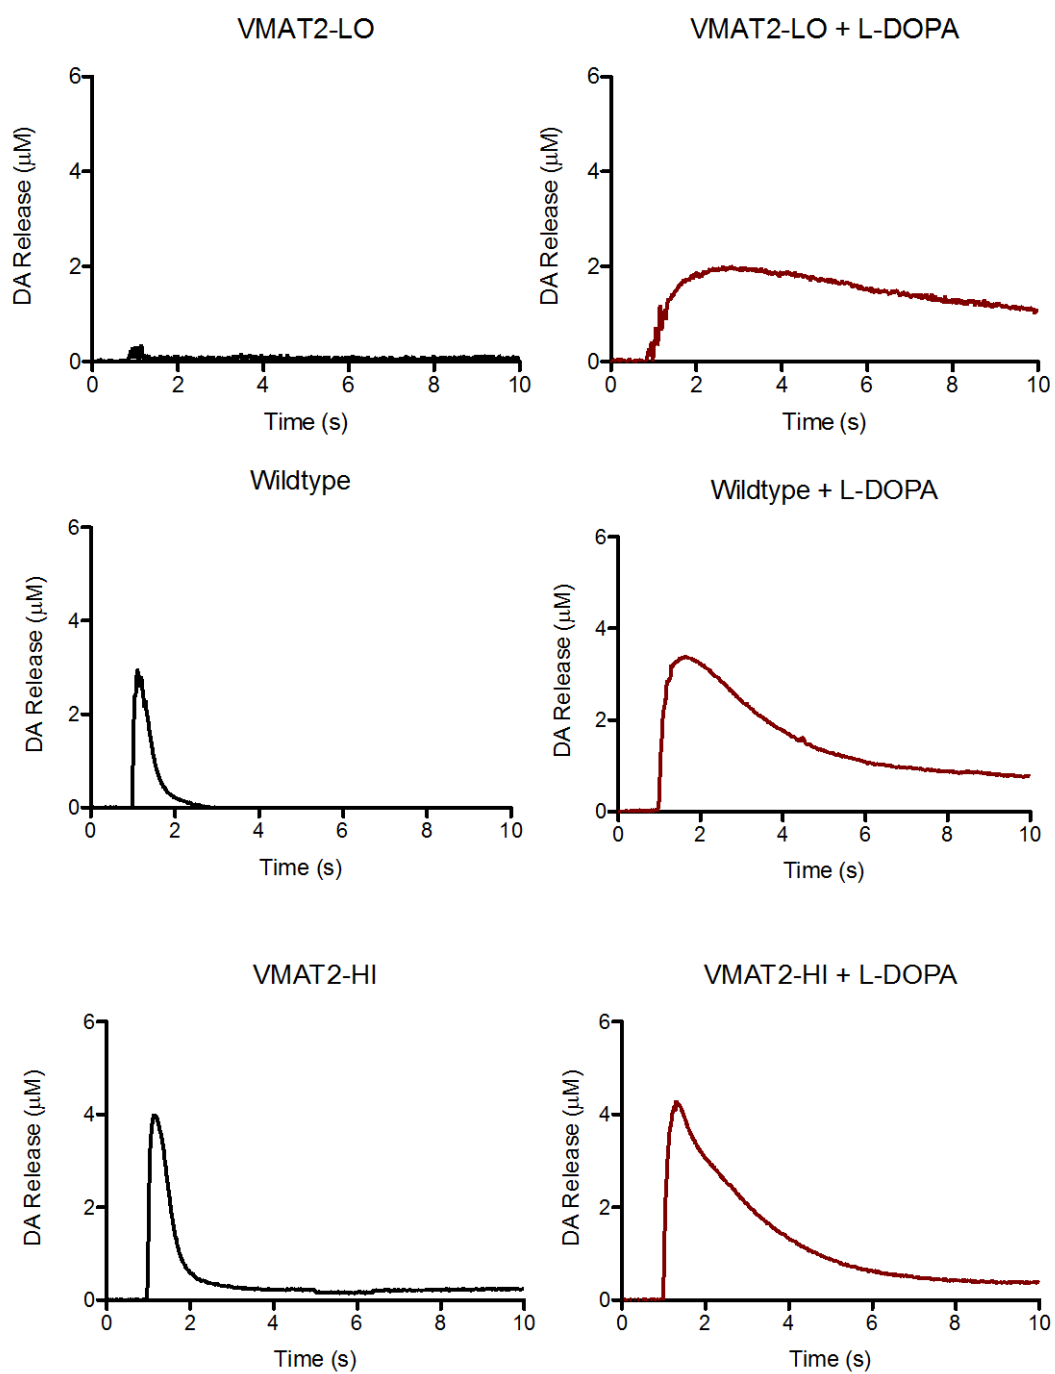 VMAT2-LO
VMAT2-LO + L-DOPA
DA Release (μM)
6
4
2
0
0 2 4 6 8 10
Time (s)
DA Release (μM)
6
4
2
0
0 2 4 6 8 10
Time (s)
Wildtype
Wildtype + L-DOPA
DA Release (μM)
6
4
2
0
0 2 4 6 8 10
Time (s)
DA Release (μM)
6
4
2
0
0 2 4 6 8 10
Time (s)
VMAT2-HI
VMAT2-HI + L-DOPA
DA Release (μM)
6
4
2
0
0 2 4 6 8 10
Time (s)
DA Release (μM)
6
4
2
0
0 2 4 6 8 10
Time (s)